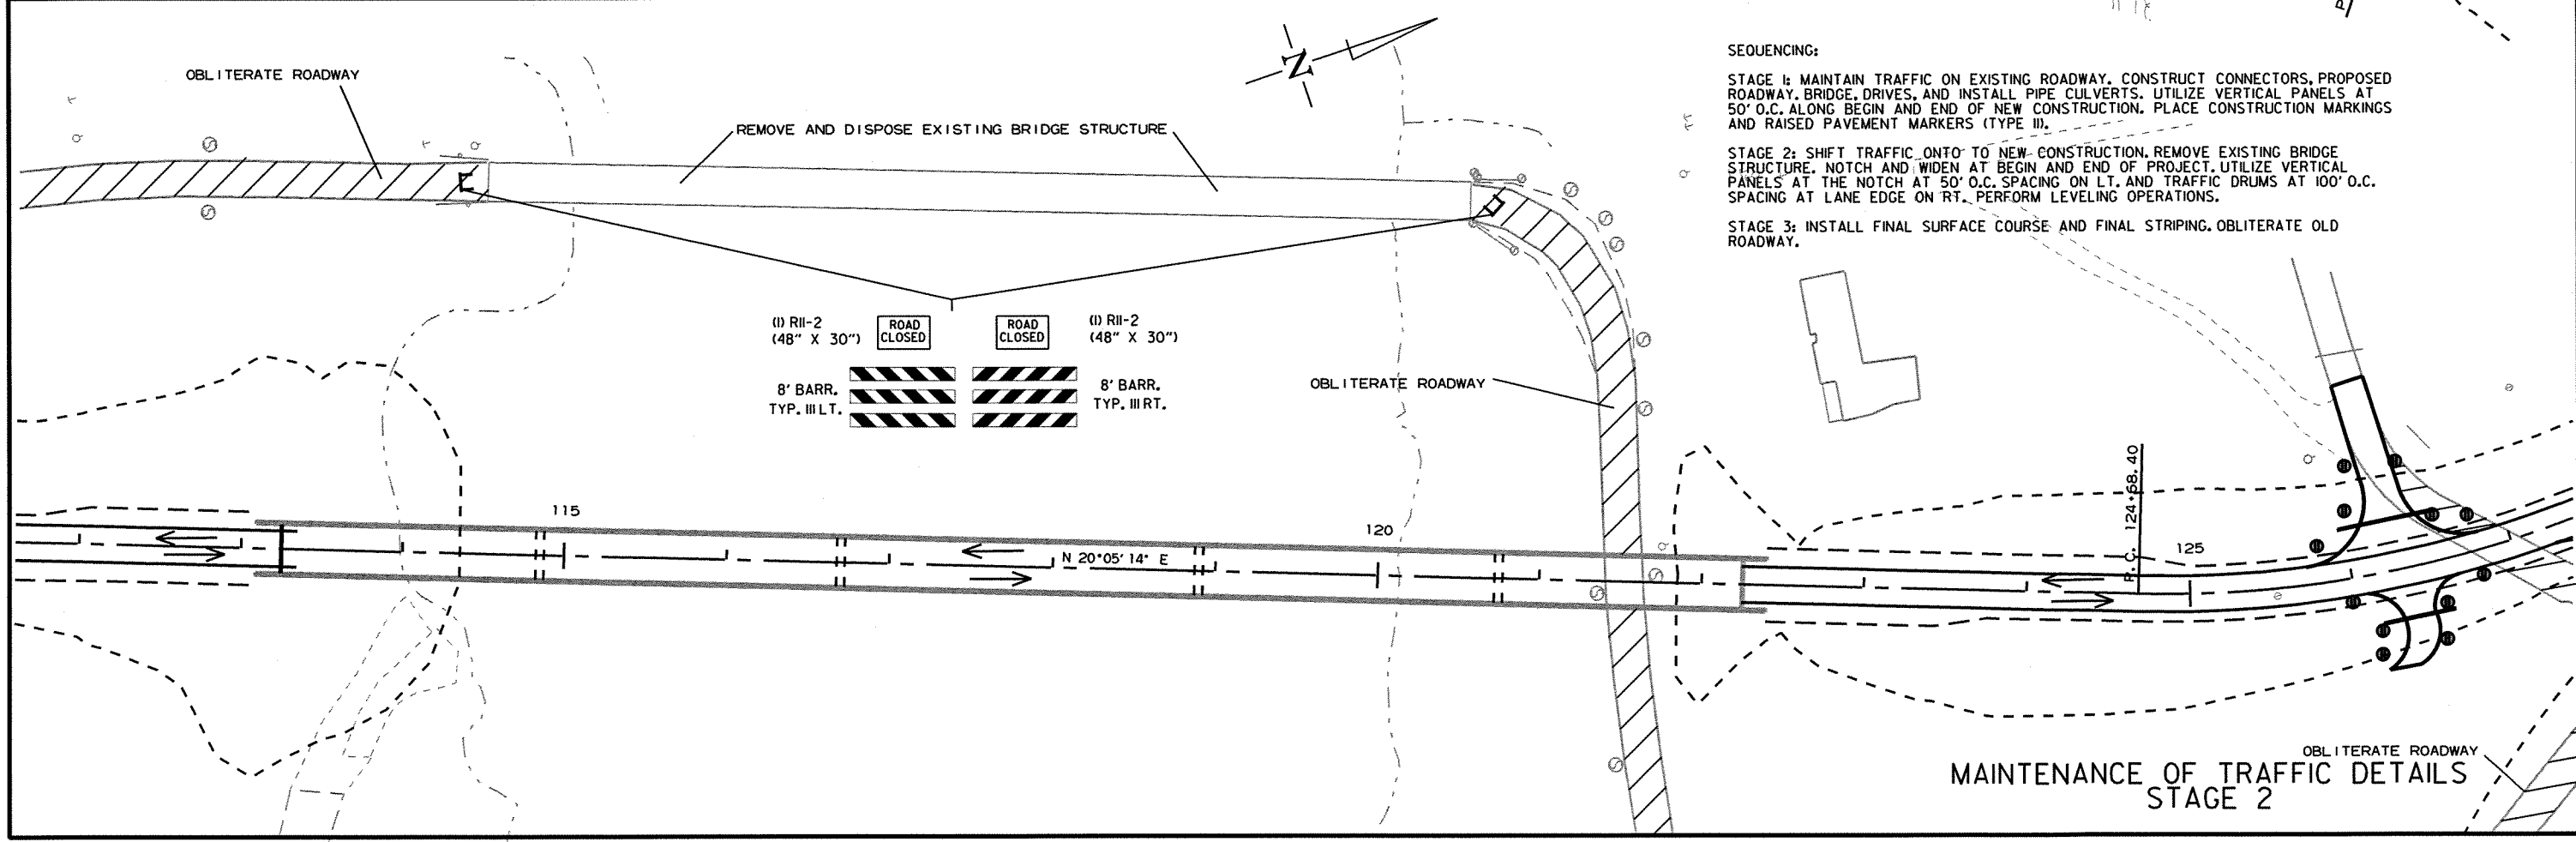 OBLITERATE ROADWAY
REMOVE AND DISPOSE EXISTING BRIDGE STRUCTURE
N
SEQUENCING:
STAGE 1: MAINTAIN TRAFFIC ON EXISTING ROADWAY. CONSTRUCT CONNECTORS, PROPOSED
ROADWAY, BRIDGE, DRIVES, AND INSTALL PIPE CULVERTS. UTILIZE VERTICAL PANELS AT
50' O.C. ALONG BEGIN AND END OF NEW CONSTRUCTION. PLACE CONSTRUCTION MARKINGS
AND RAISED PAVEMENT MARKERS (TYPE II).
STAGE 2: SHIFT TRAFFIC ONTO TO NEW CONSTRUCTION. REMOVE EXISTING BRIDGE
STRUCTURE. NOTCH AND WIDEN AT BEGIN AND END OF PROJECT. UTILIZE VERTICAL
PANELS AT THE NOTCH AT 50' O.C. SPACING ON LT. AND TRAFFIC DRUMS AT 100' O.C.
SPACING AT LANE EDGE ON RT. PERFORM LEVELING OPERATIONS.
STAGE 3: INSTALL FINAL SURFACE COURSE AND FINAL STRIPING. OBLITERATE OLD
ROADWAY.
(1) R11-2
(48" X 30")
ROAD
CLOSED
ROAD
CLOSED
(1) R11-2
(48" X 30")
8' BARR.
TYP. III LT.
8' BARR.
TYP. III RT.
OBLITERATE ROADWAY
115
120
N 20°05'14" E
P.C. 124+68.40
125
OBLITERATE ROADWAY
MAINTENANCE OF TRAFFIC DETAILS
STAGE 2